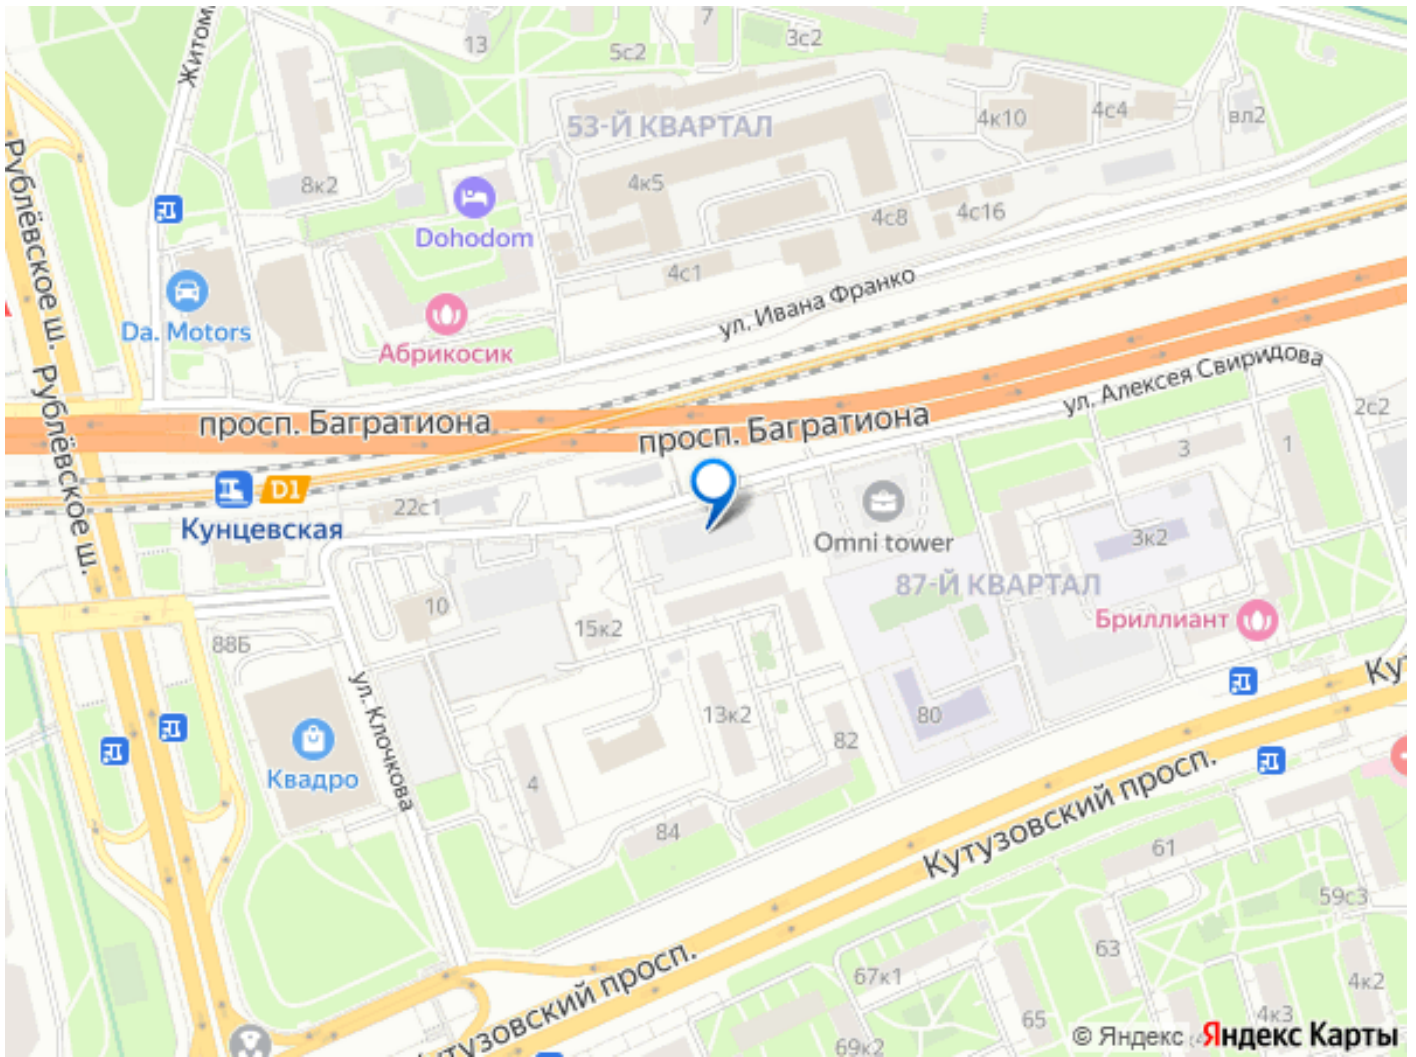 7
13
5с2
3с2
Житом
53-Й КВАРТАЛ
4к10
4с4
вл2
8к2
4к5
Dohodom
4с8
4с16
4с1
Рублёвское ш.
Рублёвское ш.
Da. Motors
Абрикосик
ул. Ивана Франко
просп. Багратиона
просп. Багратиона
ул. Алексея Свиридова
2с2
3
1
D1
Кунцевская
22с1
Omni tower
3к2
87-Й КВАРТАЛ
10
15к2
88Б
Бриллиант
ул. Клочкова
Квадро
13к2
80
82
4
84
Кутузовский просп.
61
59с3
63
67к1
65
69к2
4к3
4к2
Кутузовский просп.
© Яндекс Яндекс Карты